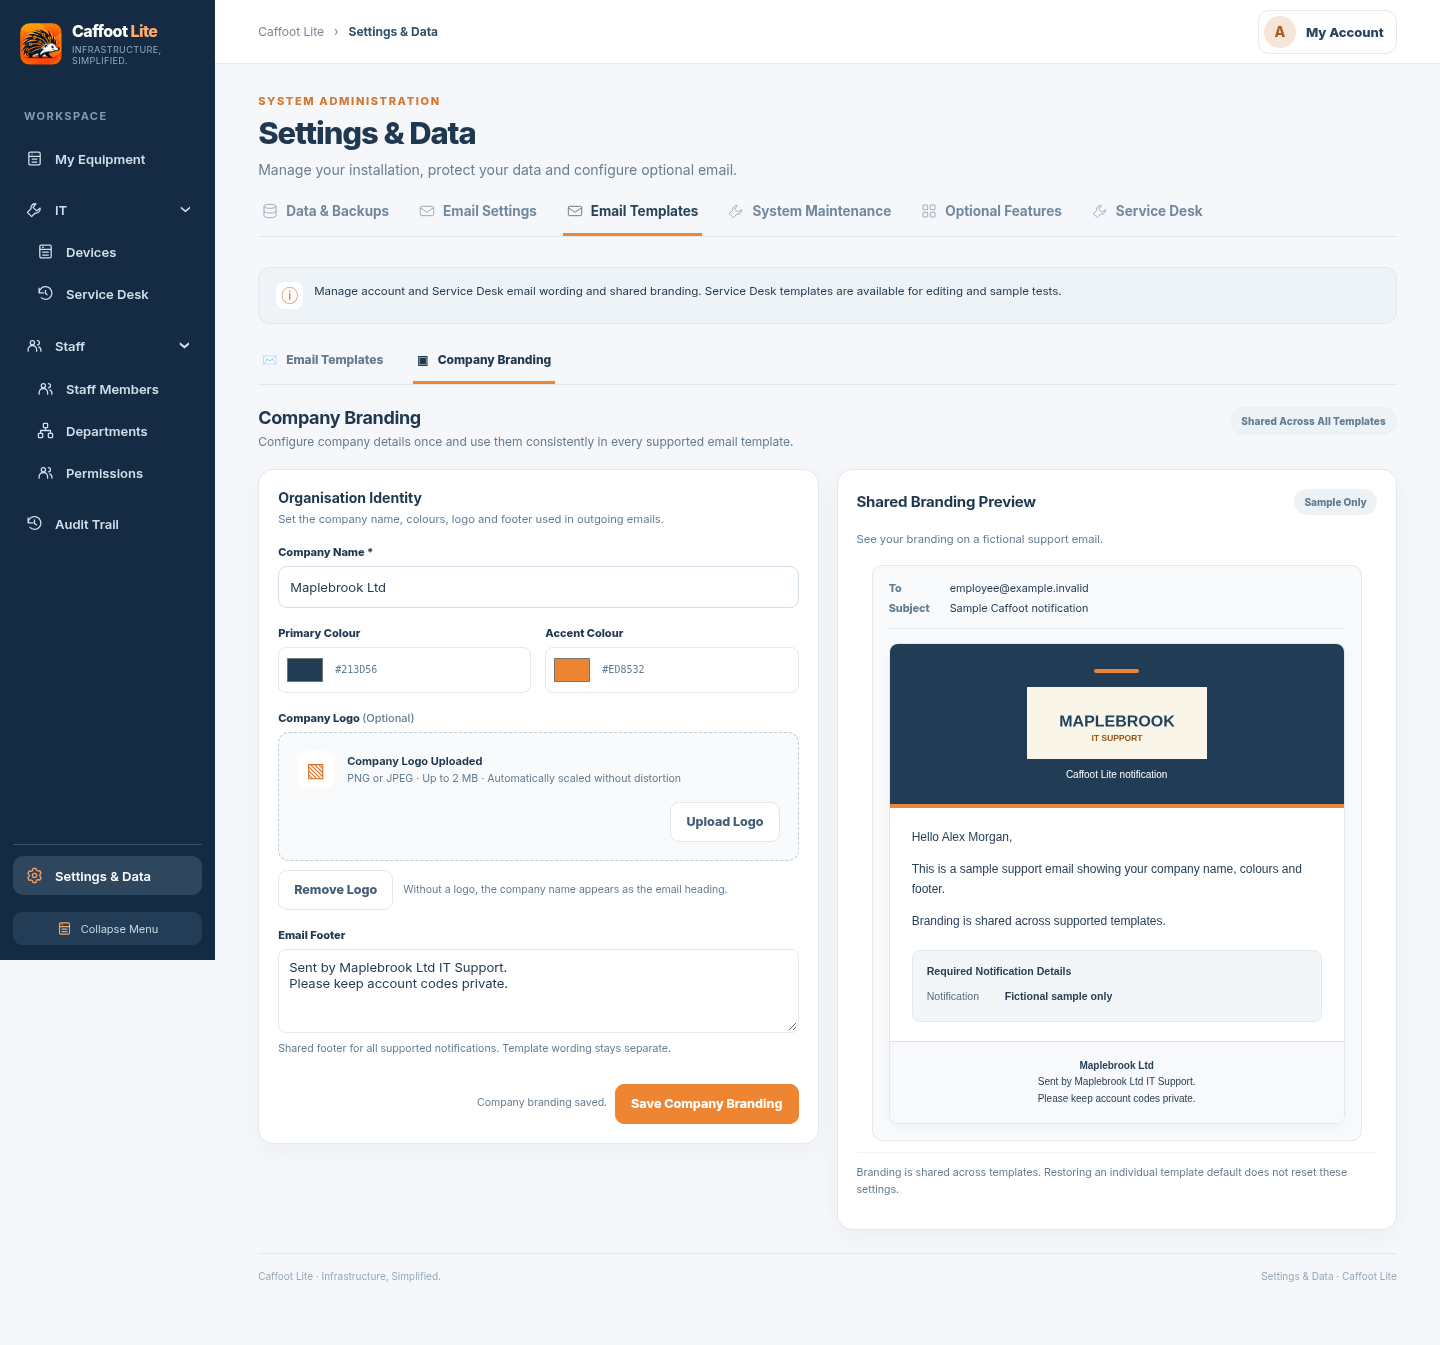 Caffoot Lite
INFRASTRUCTURE,
SIMPLIFIED.
WORKSPACE
My Equipment
IT
Devices
Service Desk
Staff
Staff Members
Departments
Permissions
Audit Trail
Settings & Data
Collapse Menu
Caffoot Lite › Settings & Data
A My Account
SYSTEM ADMINISTRATION
Settings & Data
Manage your installation, protect your data and configure optional email.
Data & Backups Email Settings Email Templates System Maintenance Optional Features Service Desk
Manage account and Service Desk email wording and shared branding. Service Desk templates are available for editing and sample tests.
Email Templates Company Branding
Company Branding
Shared Across All Templates
Configure company details once and use them consistently in every supported email template.
Organisation Identity
Set the company name, colours, logo and footer used in outgoing emails.
Company Name *
Maplebrook Ltd
Primary Colour Accent Colour
#213D56 #ED8532
Company Logo (Optional)
Company Logo Uploaded
PNG or JPEG · Up to 2 MB · Automatically scaled without distortion
Upload Logo
Remove Logo Without a logo, the company name appears as the email heading.
Email Footer
Sent by Maplebrook Ltd IT Support.
Please keep account codes private.
Shared footer for all supported notifications. Template wording stays separate.
Company branding saved. Save Company Branding
Shared Branding Preview
Sample Only
See your branding on a fictional support email.
To employee@example.invalid
Subject Sample Caffoot notification
MAPLEBROOK
IT SUPPORT
Caffoot Lite notification
Hello Alex Morgan,
This is a sample support email showing your company name, colours and
footer.
Branding is shared across supported templates.
Required Notification Details
Notification Fictional sample only
Maplebrook Ltd
Sent by Maplebrook Ltd IT Support.
Please keep account codes private.
Branding is shared across templates. Restoring an individual template default does not reset these
settings.
Caffoot Lite · Infrastructure, Simplified.
Settings & Data · Caffoot Lite